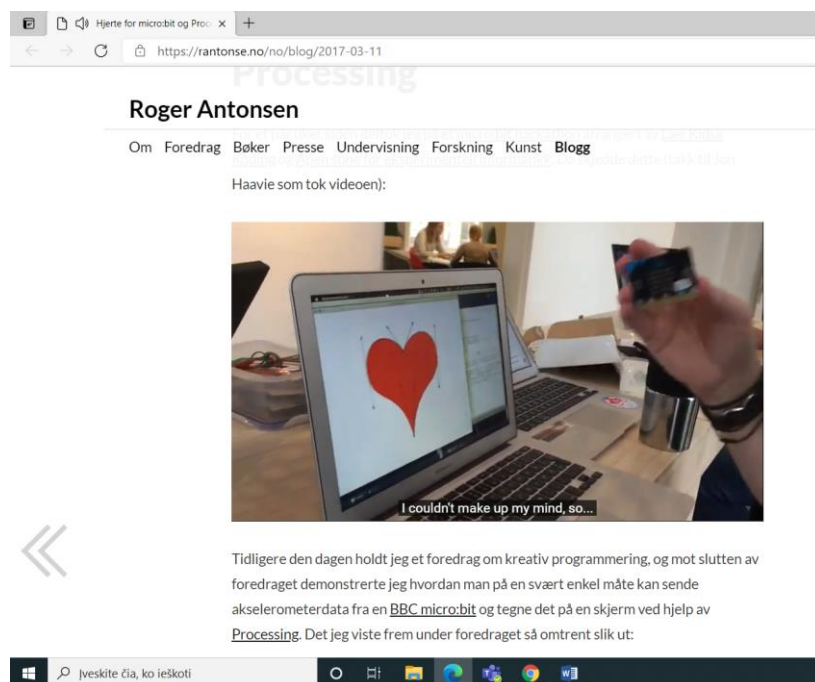 Hjerte for micro:bit og Proc
https://rantonse.no/no/blog/2017-03-11
Processing
Roger Antonsen
Om Foredrag Bøker Presse Undervisning Forskning Kunst Blogg
Haavie som tok videoen):
I couldn't make up my mind, so...
Tidligere den dagen holdt jeg et foredrag om kreativ programmering, og mot slutten av
foredraget demonstrerte jeg hvordan man på en svært enkel måte kan sende
akselerometerdata fra en BBC micro:bit og tegne det på en skjerm ved hjelp av
Processing. Det jeg viste frem under foredraget så omtrent slik ut:
Įveskite čia, ko ieškoti